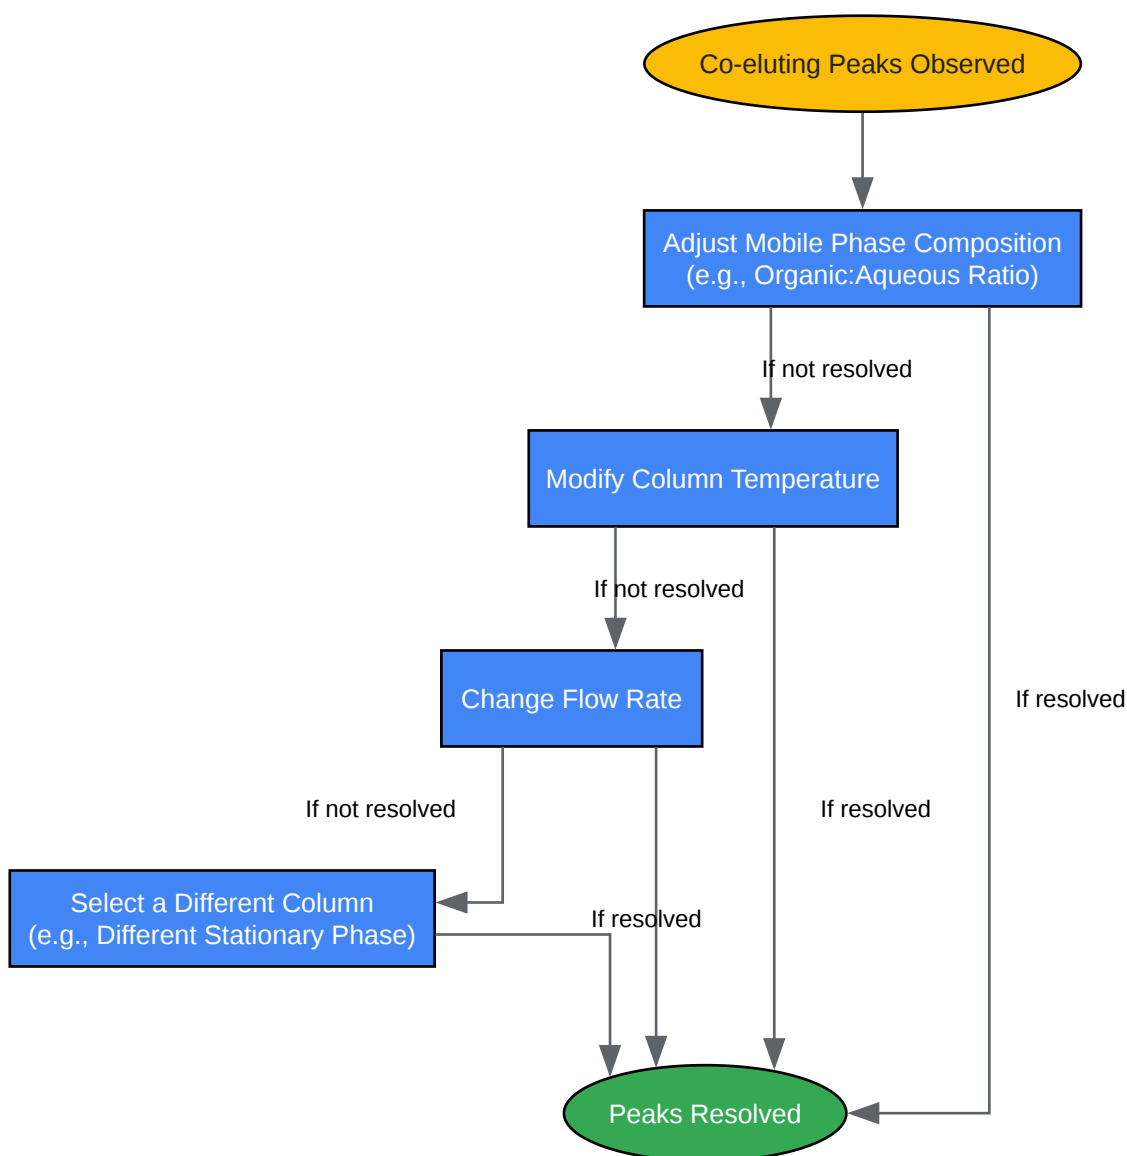 Co-eluting Peaks Observed
Adjust Mobile Phase Composition
(e.g., Organic:Aqueous Ratio)
If not resolved
Modify Column Temperature
If not resolved
Change Flow Rate
If resolved
If not resolved
If resolved
Select a Different Column
(e.g., Different Stationary Phase)
If resolved
Peaks Resolved